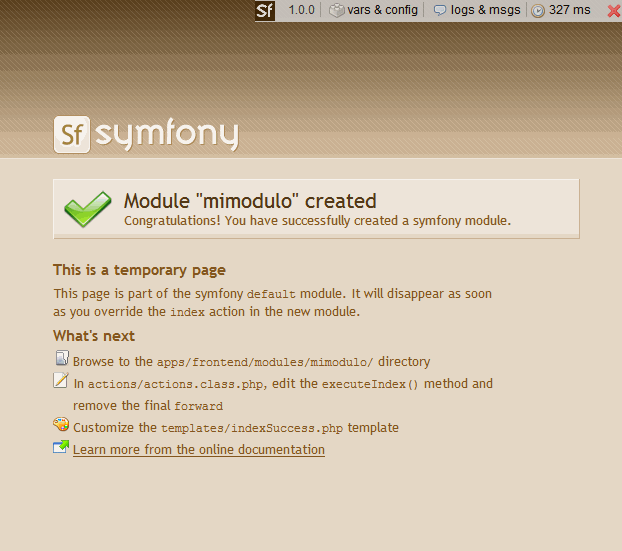 Sf 1.0.0 vars & config logs & msgs 327 ms
Sf symfony
Module "mimodulo" created
Congratulations! You have successfully created a symfony module.
This is a temporary page
This page is part of the symfony default module. It will disappear as soon
as you override the index action in the new module.
What's next
Browse to the apps/frontend/modules/mimodulo/ directory
In actions/actions.class.php, edit the executeIndex() method and
remove the final forward
Customize the templates/indexSuccess.php template
Learn more from the online documentation